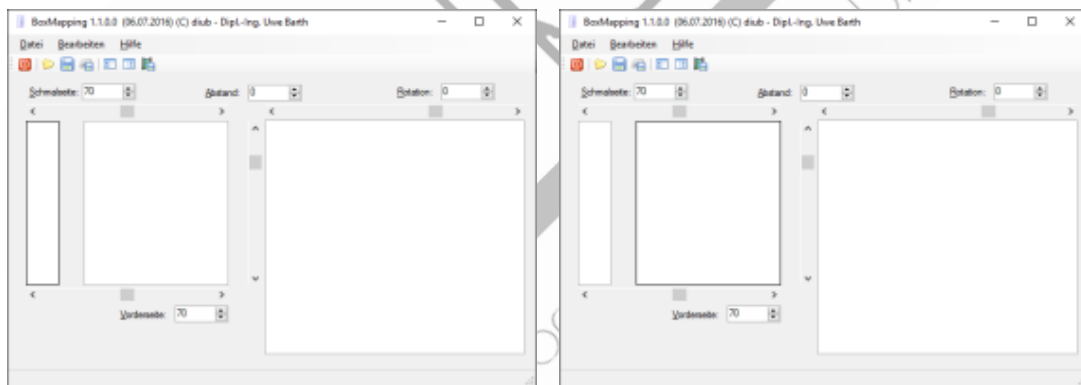 BoxMapping 1.1.0.0 (06.07.2016) (C) diub - Dipl.-Ing. Uwe Barth
Datei Bearbeiten Hilfe
Schmalseite: 70 Abstand: 0 Rotation: 0
Vorderseite: 70
BoxMapping 1.1.0.0 (06.07.2016) (C) diub - Dipl.-Ing. Uwe Barth
Datei Bearbeiten Hilfe
Schmalseite: 70 Abstand: 0 Rotation: 0
Vorderseite: 70